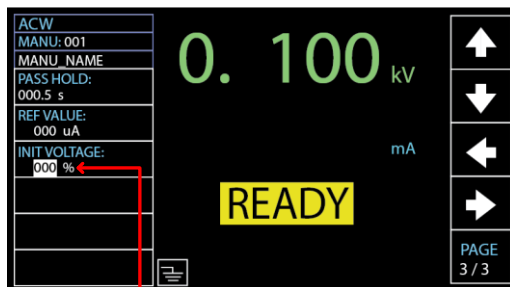 ACW
MANU: 001
MANU_NAME
PASS HOLD:
000.5 s
REF VALUE:
000 uA
INIT VOLTAGE:
000 %
0. 100 kV
mA
READY
PAGE
3 / 3